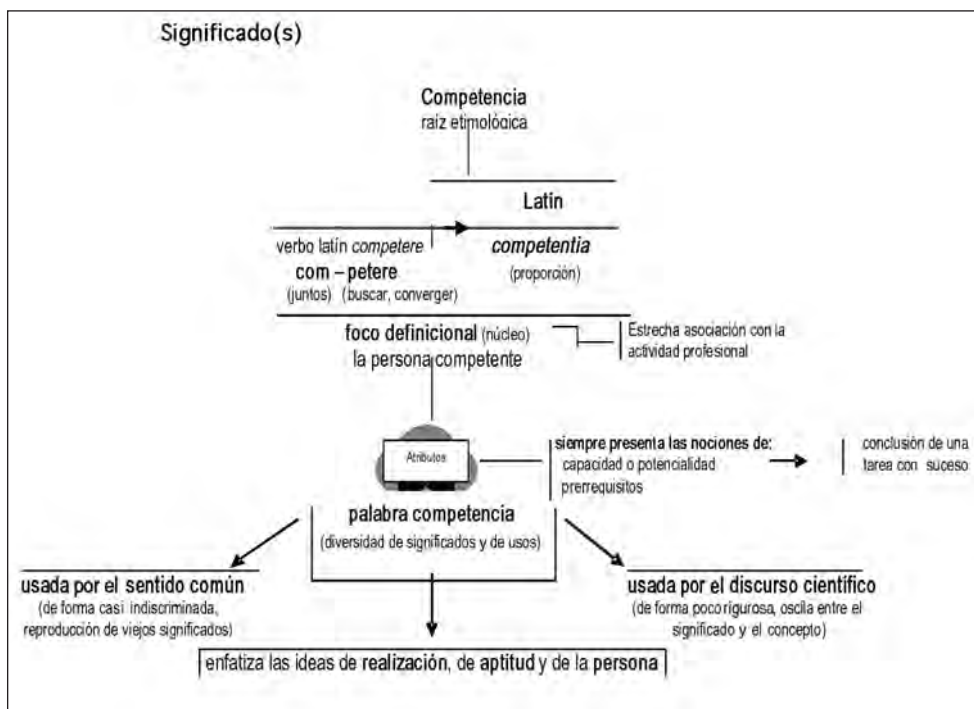 Significado(s)
Competencia
raíz etimológica
Latín
verbo latín competere
com – petere
(juntos) (buscar, converger)
competentia
(proporción)
foco definicional (núcleo)
la persona competente
Estrecha asociación con la
actividad profesional
Atributos
siempre presenta las nociones de:
capacidad o potencialidad
prerrequisitos
conclusión de una
tarea con suceso
palabra competencia
(diversidad de significados y de usos)
usada por el sentido común
(de forma casi indiscriminada,
reproducción de viejos significados)
usada por el discurso científico
(de forma poco rigurosa, oscila entre el
significado y el concepto)
enfatiza las ideas de realización, de aptitud y de la persona